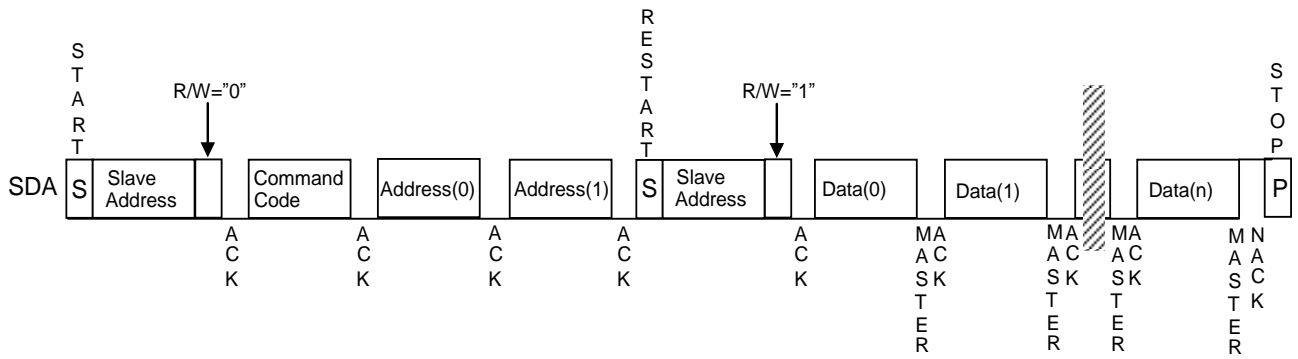 START
RESTART
STOP
R/W="0"
R/W="1"
SDA
S
Slave Address
Command Code
Address(0)
Address(1)
S
Slave Address
Data(0)
Data(1)
Data(n)
P
ACK
ACK
ACK
ACK
ACK
MASTER ACK
MASTER ACK
MASTER ACK
MASTER NACK